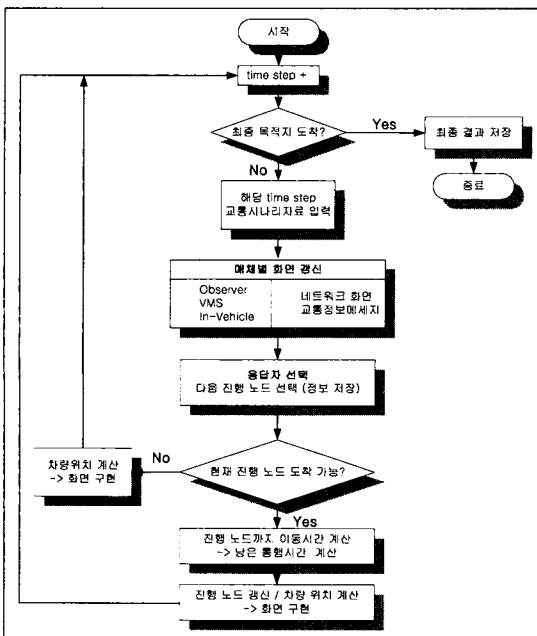 시작
time step +
최종 목적지 도착?
Yes
최종 결과 저장
종료
No
해당 time step
교통시나리자료 입력
매체별 화면 갱신
Observer
VMS
In-Vehicle
네트워크 화면
교통정보메세지
응답자 선택
다음 진행 노드 선택 (정보 저장)
현재 진행 노드 도착 가능?
No
차량위치 계산
-> 화면 구현
Yes
진행 노드까지 이동시간 계산
-> 남은 통행시간 계산
진행 노드 갱신 / 차량 위치 계산
-> 화면 구현